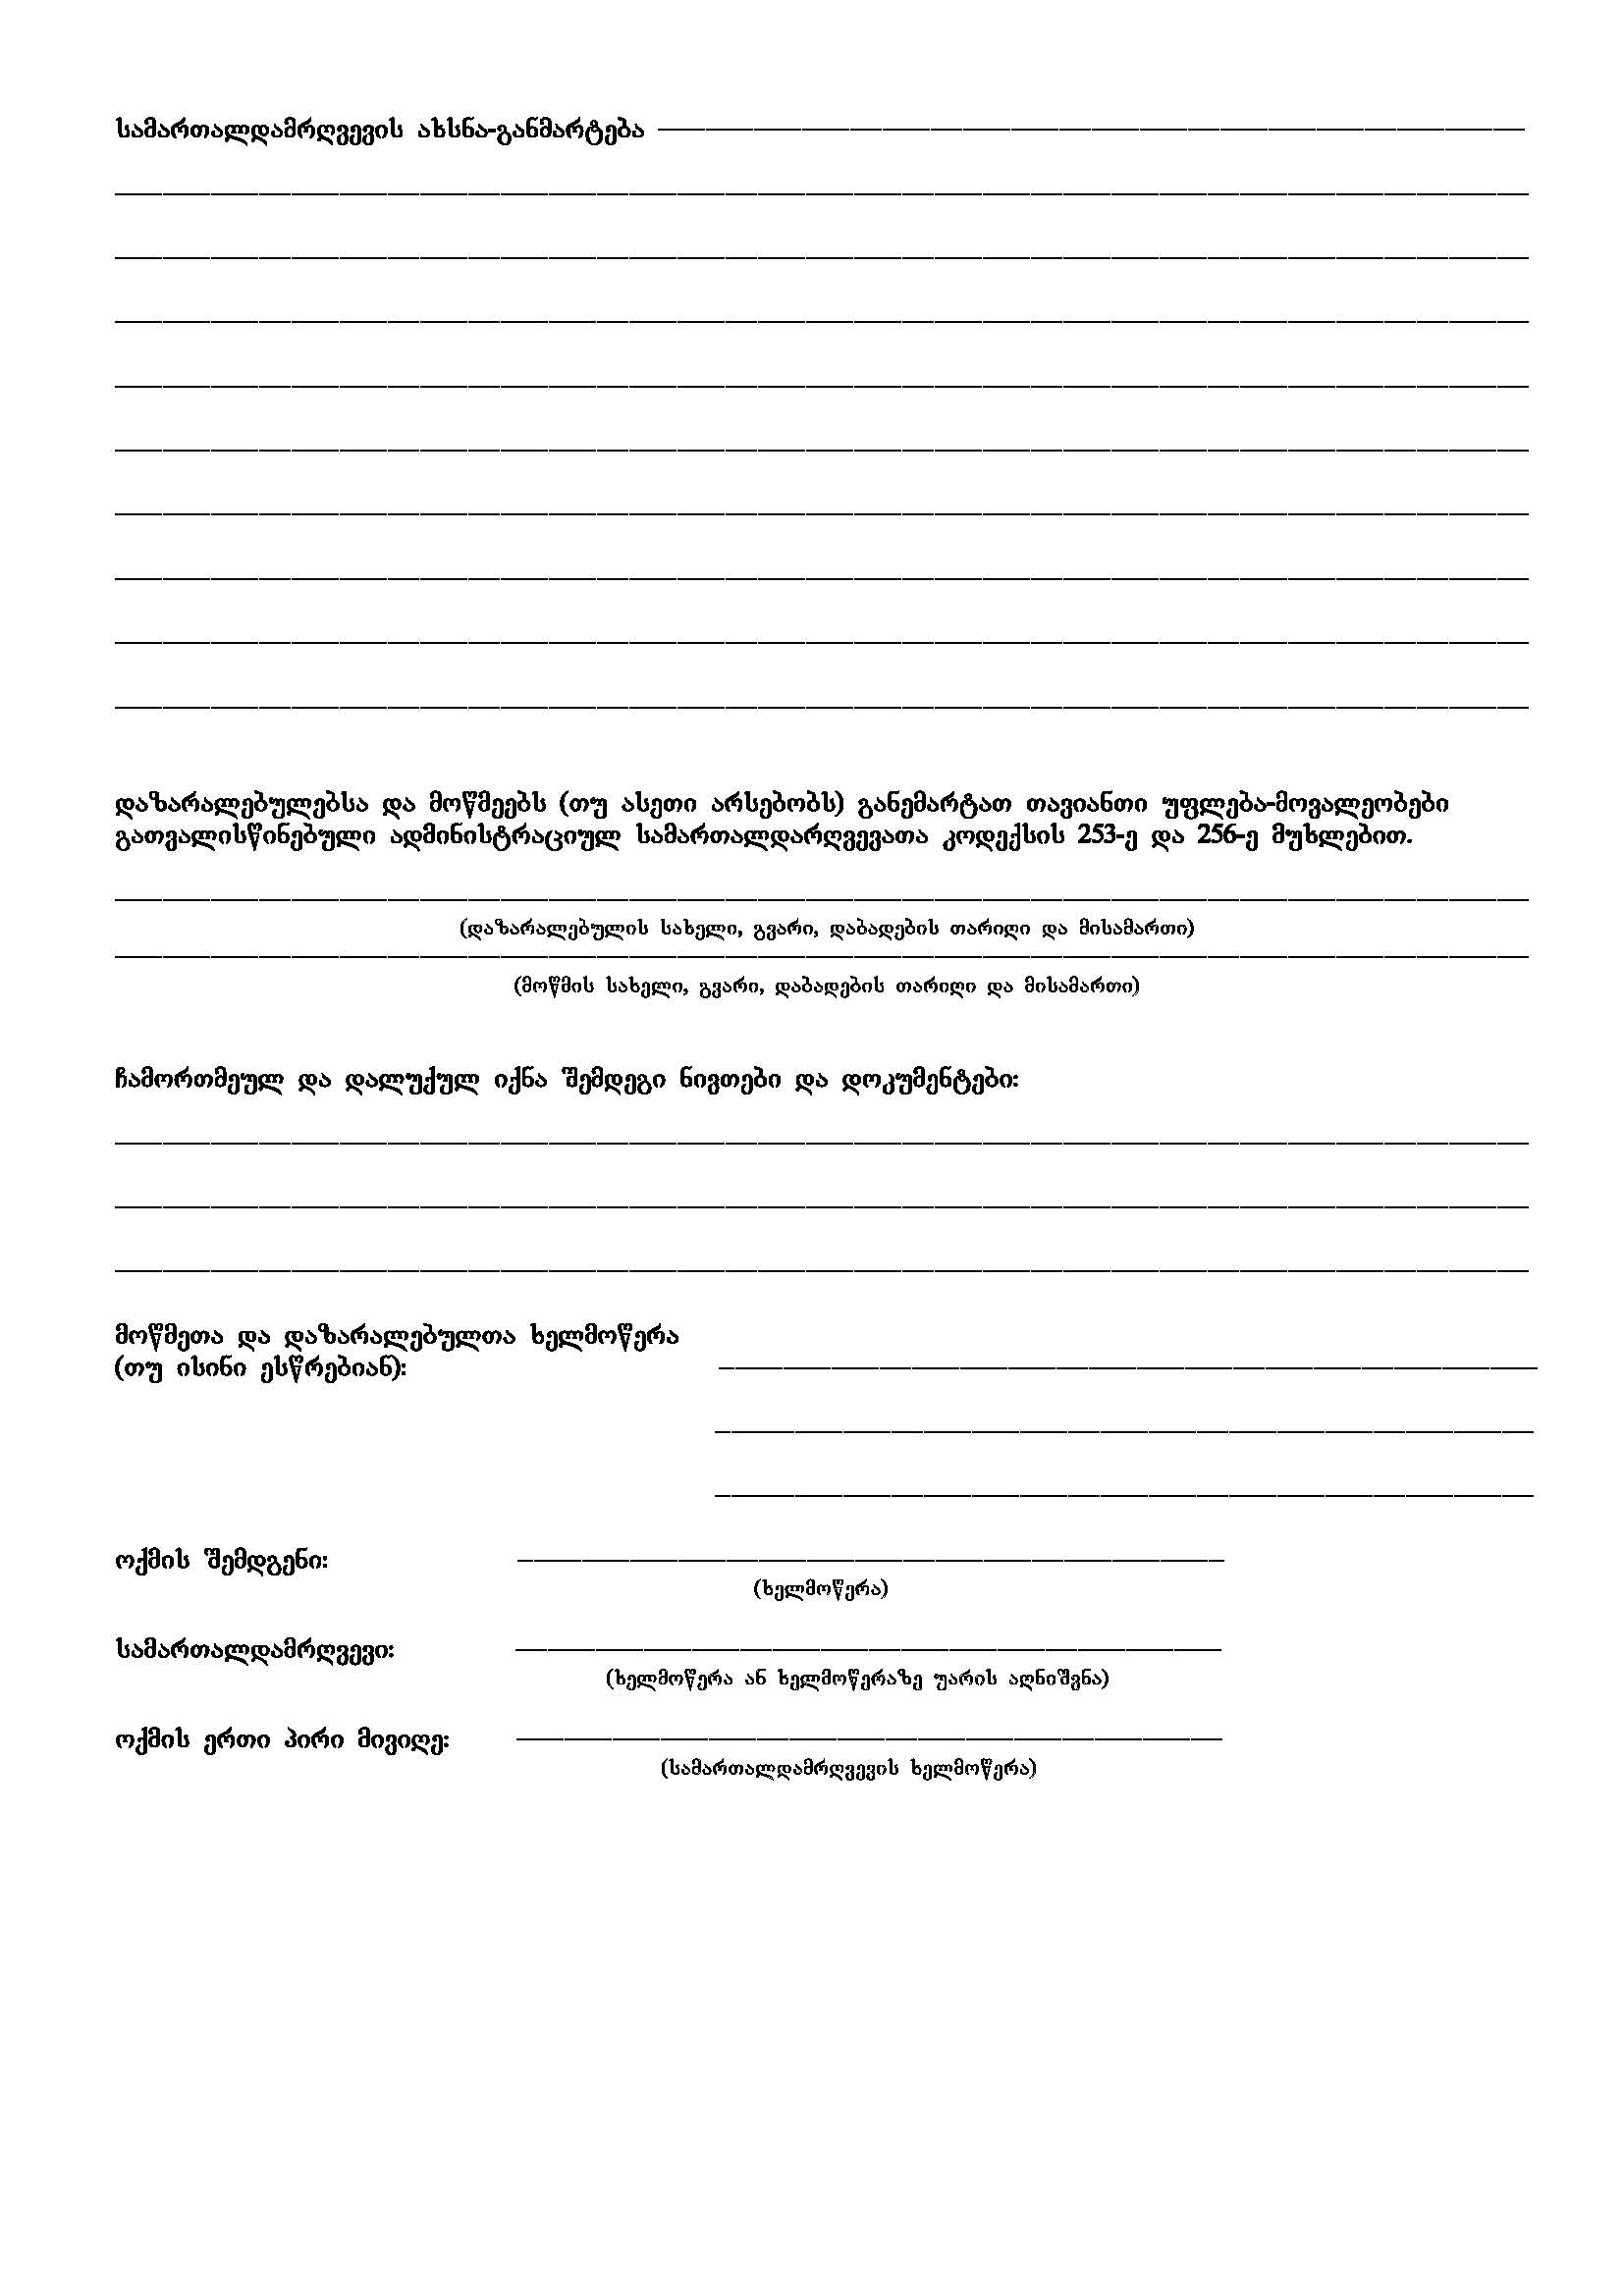 სამართალდამრღვევის ახსნა-განმარტება
დაზარალებულებსა და მოწმეებს (თუ ასეთი არსებობს) განემარტათ თავიანთი უფლება-მოვალეობები
გათვალისწინებული ადმინისტრაციულ სამართალდარღვევათა კოდექსის 253-ე და 256-ე მუხლებით.
(დაზარალებულის სახელი, გვარი, დაბადების თარიღი და მისამართი)
(მოწმის სახელი, გვარი, დაბადების თარიღი და მისამართი)
ჩამორთმეულ და დალუქულ იქნა შემდეგი ნივთები და დოკუმენტები:
მოწმეთა და დაზარალებულთა ხელმოწერა
(თუ ისინი ესწრებიან):
ოქმის შემდგენი:
(ხელმოწერა)
სამართალდამრღვევი:
(ხელმოწერა ან ხელმოწერაზე უარის აღნიშვნა)
ოქმის ერთი პირი მივიღე:
(სამართალდამრღვევის ხელმოწერა)